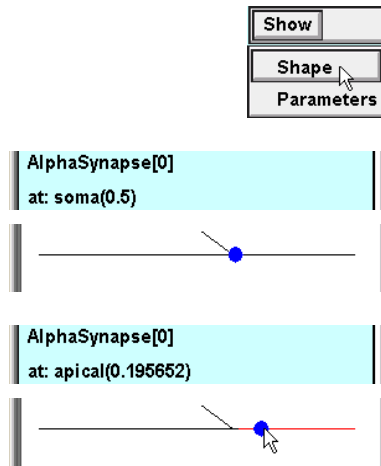 Show
Shape
Parameters
AlphaSynapse[0]
at: soma(0.5)
AlphaSynapse[0]
at: apical(0.195652)